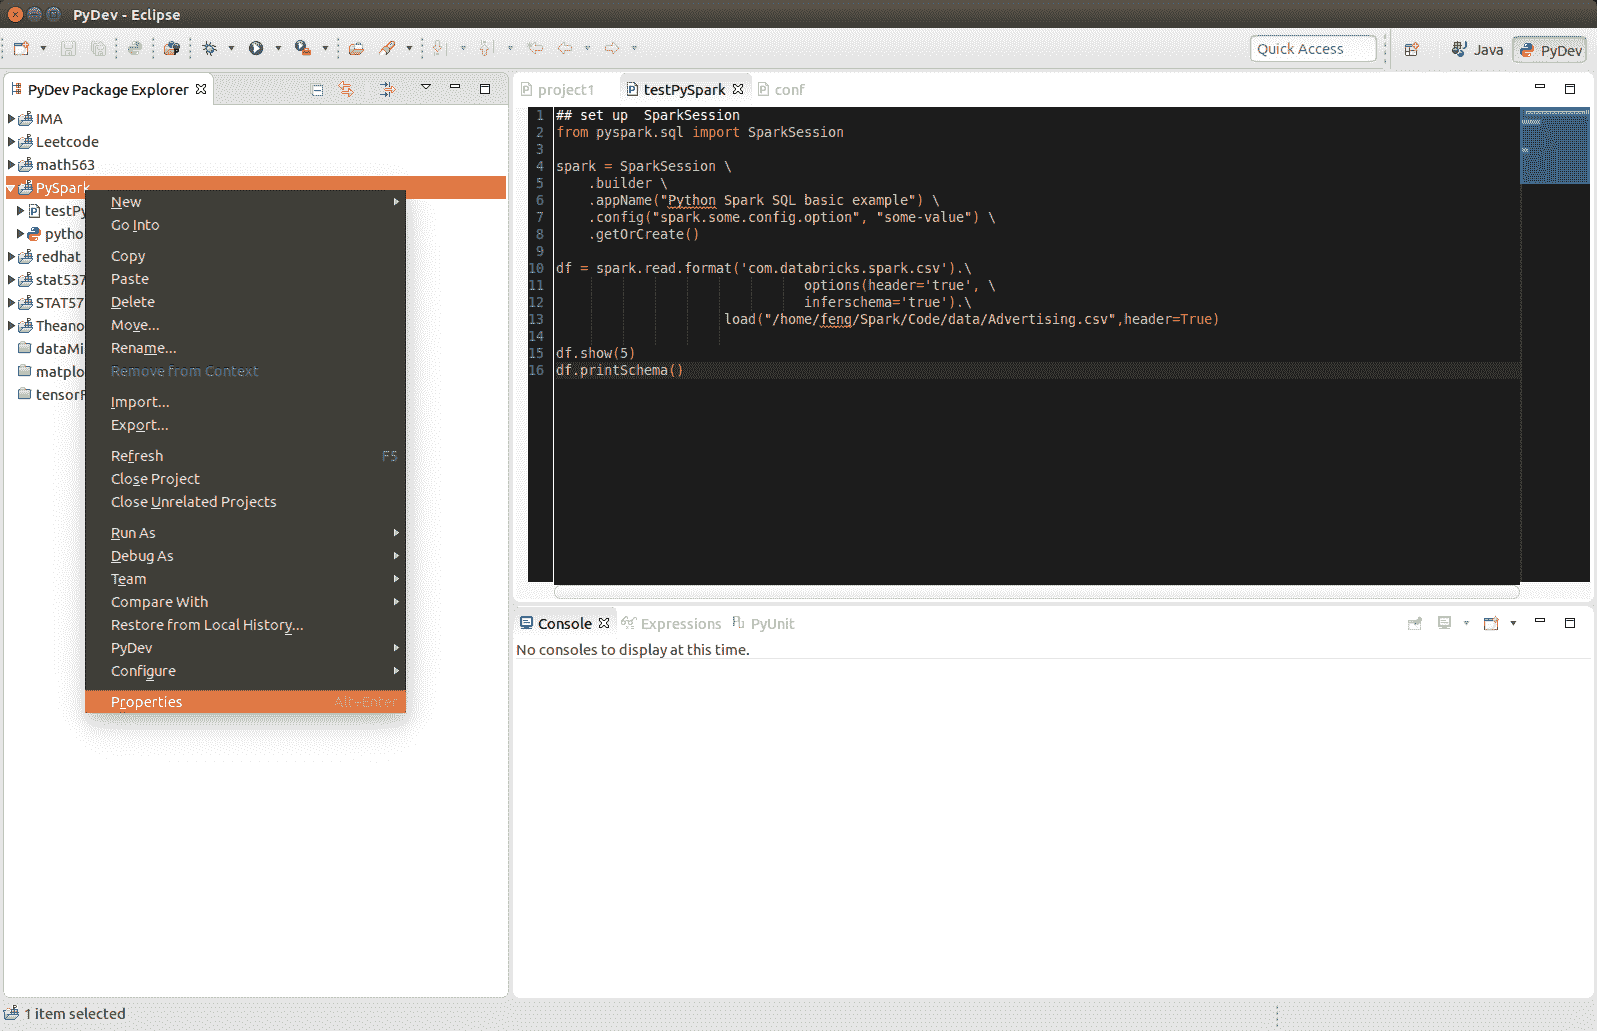 PyDev - Eclipse
Quick Access
Java
PyDev
PyDev Package Explorer
IMA
Leetcode
math563
PySpark
testPy
pytho
redhat
stat537
STAT57
Theano
dataMi
matplo
tensorF
New
Go Into
Copy
Paste
Delete
Move...
Rename...
Remove from Context
Import...
Export...
Refresh F5
Close Project
Close Unrelated Projects
Run As
Debug As
Team
Compare With
Restore from Local History...
PyDev
Configure
Properties Alt+Enter
project1 testPySpark conf
1 ## set up  SparkSession
2 from pyspark.sql import SparkSession
3
4 spark = SparkSession \
5     .builder \
6     .appName("Python Spark SQL basic example") \
7     .config("spark.some.config.option", "some-value") \
8     .getOrCreate()
9
10 df = spark.read.format('com.databricks.spark.csv').\
11                                options(header='true', \
12                                inferschema='true').\
13                      load("/home/feng/Spark/Code/data/Advertising.csv",header=True)
14
15 df.show(5)
16 df.printSchema()
Console Expressions PyUnit
No consoles to display at this time.
1 item selected